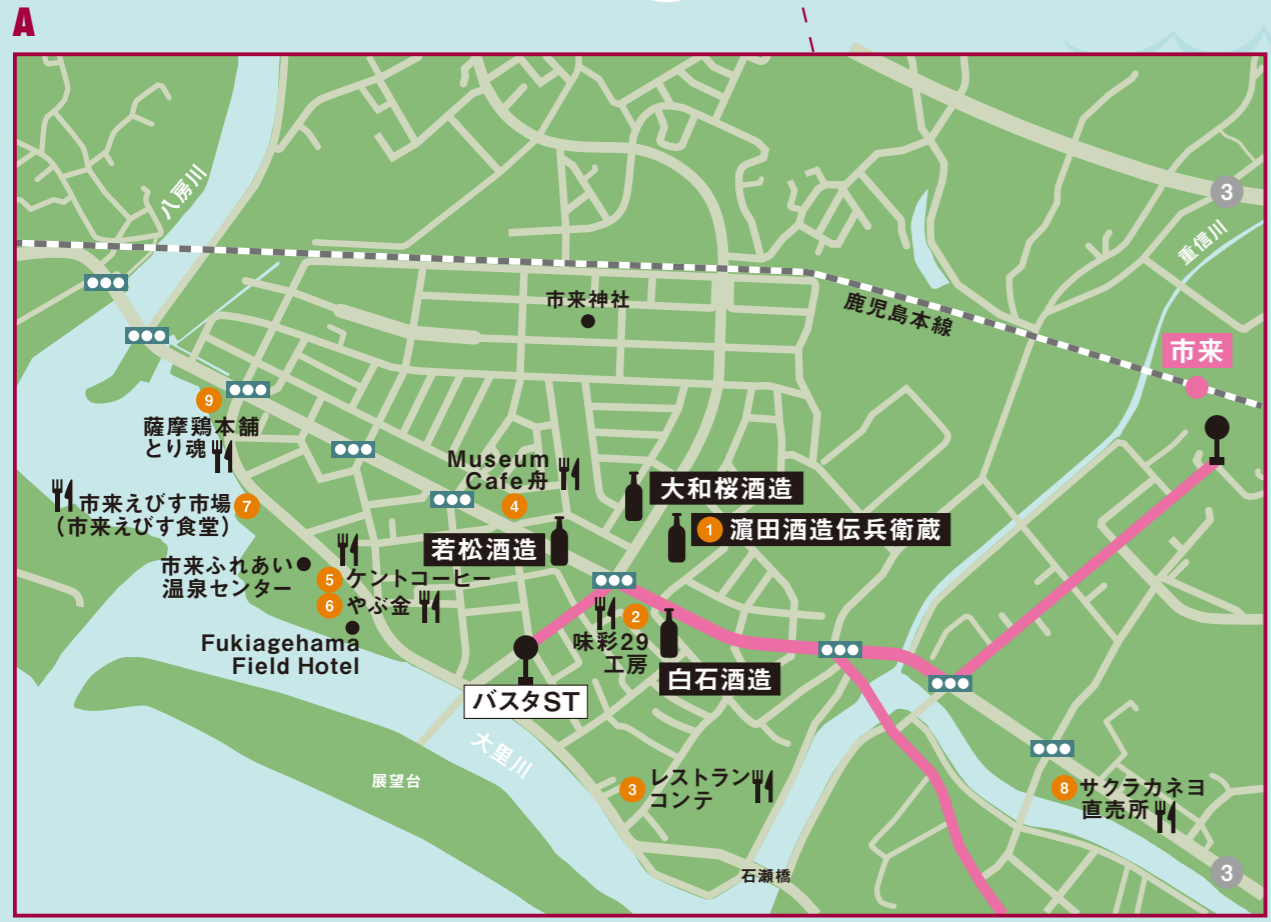 A
八房川
3
重信川
市来神社
鹿児島本線
市来
9
薩摩鶏本舗
とり魂
Museum
Cafe舟
4
大和桜酒造
1 濵田酒造伝兵衛蔵
若松酒造
市来えびす市場
(市来えびす食堂)
7
市来ふれあい
温泉センター
5 ケントコーヒー
6 やぶ金
Fukiagehama
Field Hotel
2
味彩29
工房
白石酒造
バスタST
大里川
展望台
3 レストラン
コンテ
8 サクラカネヨ
直売所
石瀬橋
3